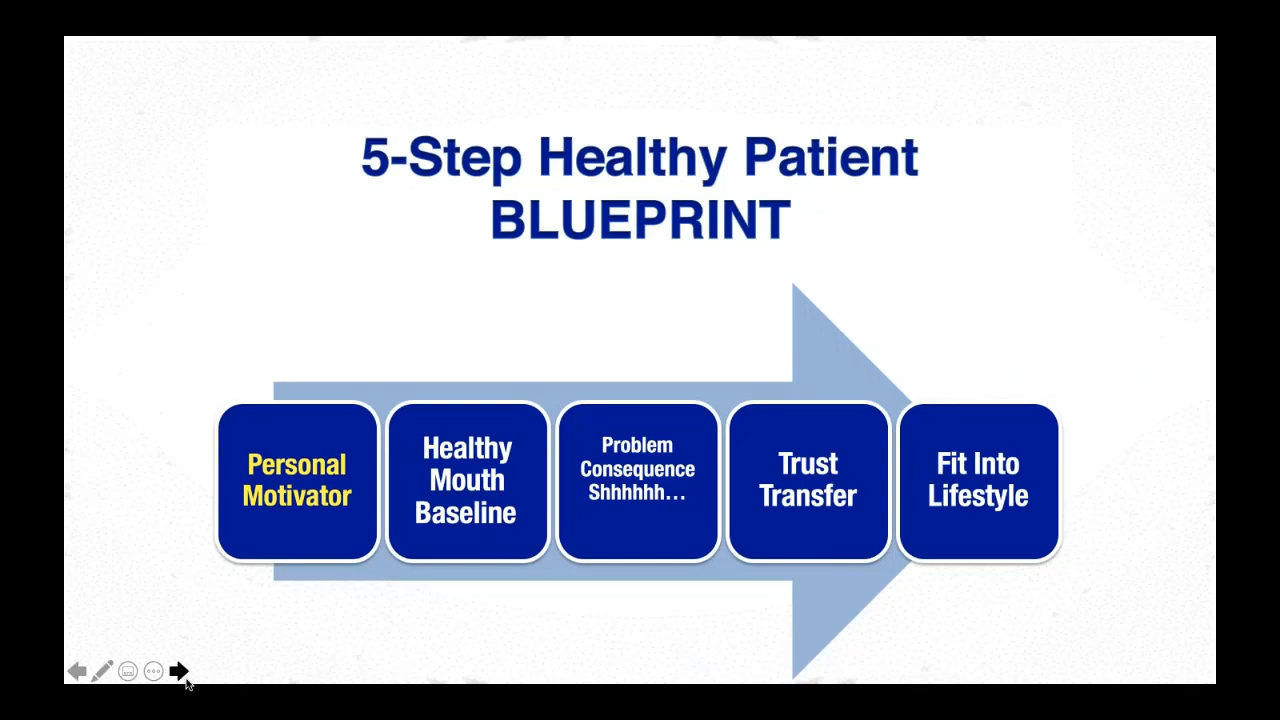 5-Step Healthy Patient
BLUEPRINT
Personal
Motivator
Healthy
Mouth
Baseline
Problem
Consequence
Shhhhhh…
Trust
Transfer
Fit Into
Lifestyle